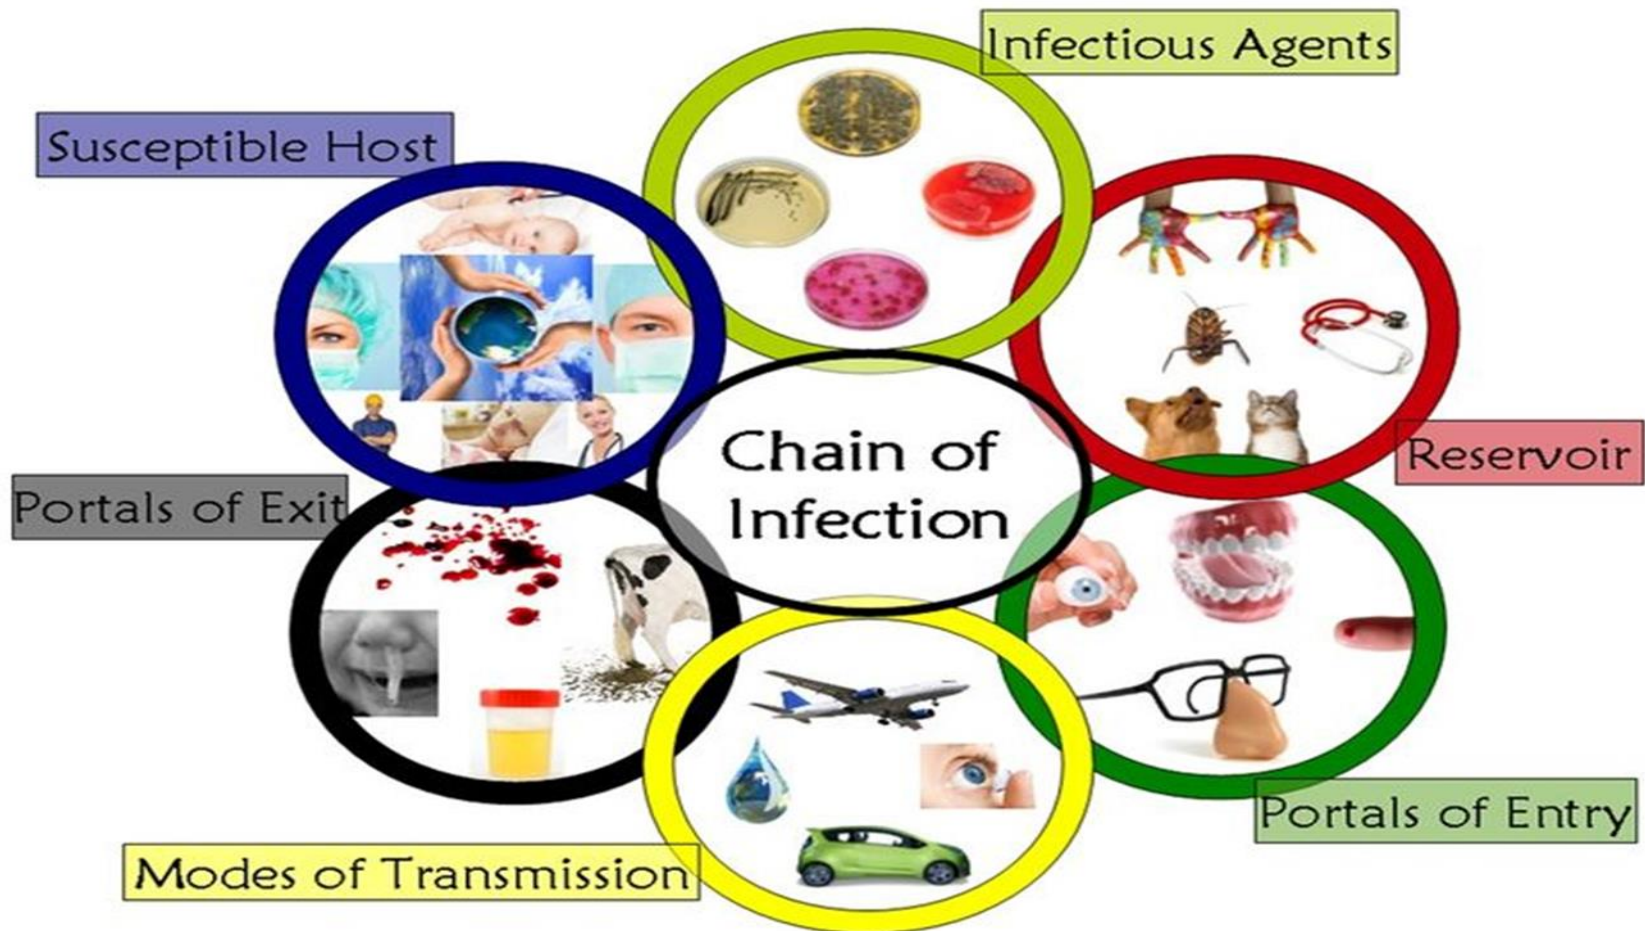 Infectious Agents
Susceptible Host
Chain of
Infection
Reservoir
Portals of Exit
Portals of Entry
Modes of Transmission